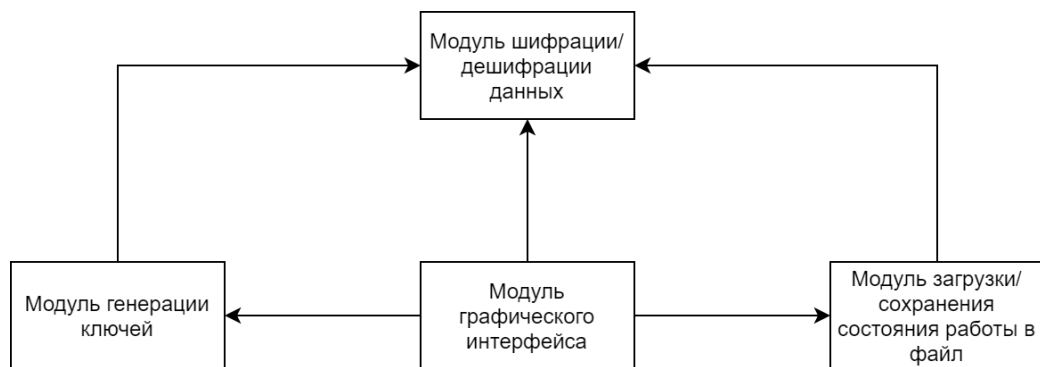 Модуль шифрации/
дешифрации
данных
Модуль генерации
ключей
Модуль
графического
интерфейса
Модуль загрузки/
сохранения
состояния работы в
файл